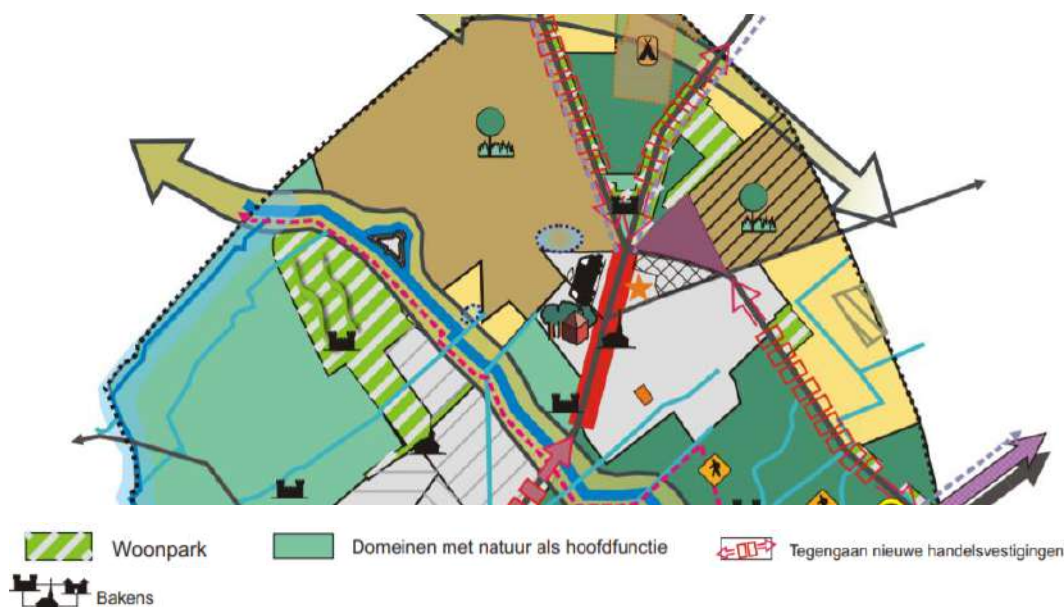 Woonpark
Domeinen met natuur als hoofdfunctie
Tegengaan nieuwe handelsvestigingen
Bakens